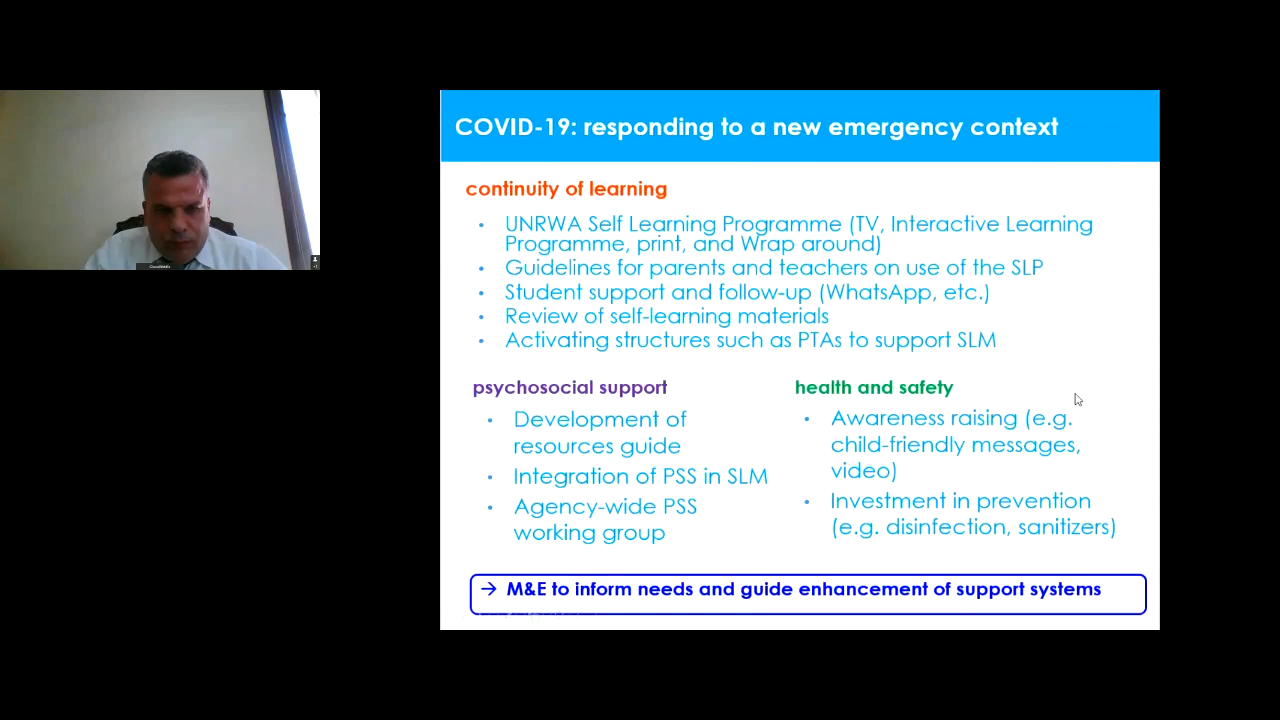 COVID-19: responding to a new emergency context
continuity of learning
• UNRWA Self Learning Programme (TV, Interactive Learning
Programme, print, and Wrap around)
• Guidelines for parents and teachers on use of the SLP
• Student support and follow-up (WhatsApp, etc.)
• Review of self-learning materials
• Activating structures such as PTAs to support SLM
psychosocial support
• Development of
resources guide
• Integration of PSS in SLM
• Agency-wide PSS
working group
health and safety
• Awareness raising (e.g.
child-friendly messages,
video)
• Investment in prevention
(e.g. disinfection, sanitizers)
→ M&E to inform needs and guide enhancement of support systems